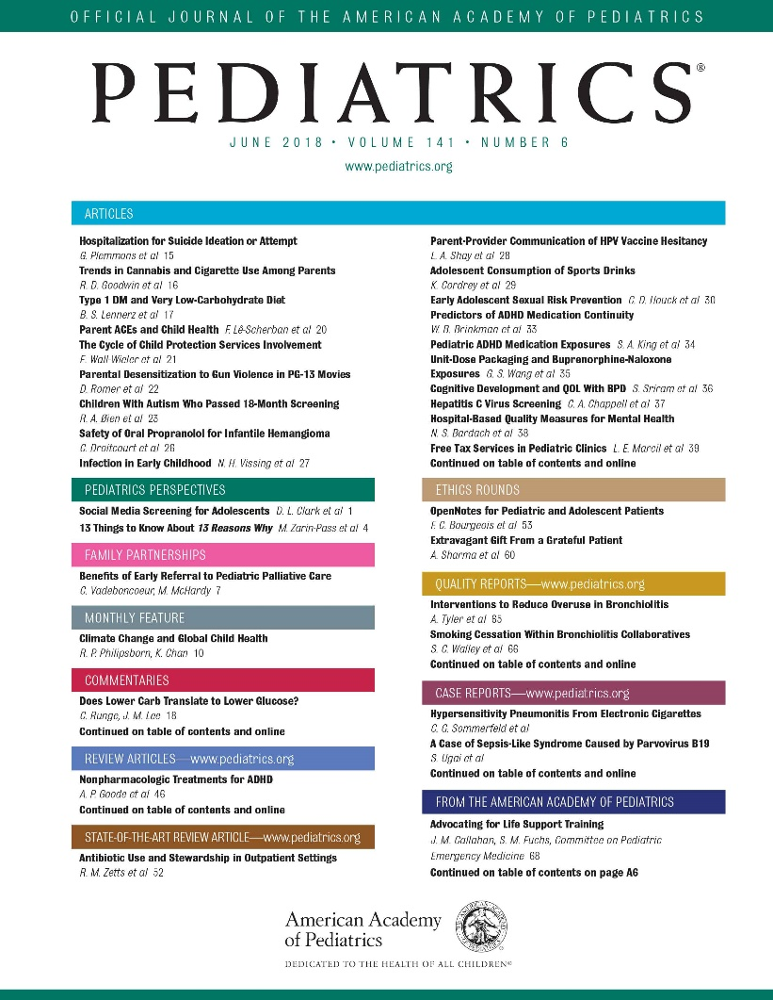 OFFICIAL JOURNAL OF THE AMERICAN ACADEMY OF PEDIATRICS
PEDIATRICS®
JUNE 2018 • VOLUME 141 • NUMBER 6
www.pediatrics.org
ARTICLES
Hospitalization for Suicide Ideation or Attempt
G. Plemmons et al 15
Trends in Cannabis and Cigarette Use Among Parents
R. D. Goodwin et al 16
Type 1 DM and Very Low-Carbohydrate Diet
B. S. Lennerz et al 17
Parent ACEs and Child Health F. Lê-Scherban et al 20
The Cycle of Child Protection Services Involvement
E. Wall-Wieler et al 21
Parental Desensitization to Gun Violence in PG-13 Movies
D. Romer et al 22
Children With Autism Who Passed 18-Month Screening
R. A. Øien et al 23
Safety of Oral Propranolol for Infantile Hemangioma
C. Droitcourt et al 26
Infection in Early Childhood N. H. Vissing et al 27
PEDIATRICS PERSPECTIVES
Social Media Screening for Adolescents D. L. Clark et al 1
13 Things to Know About 13 Reasons Why M. Zarin-Pass et al 4
FAMILY PARTNERSHIPS
Benefits of Early Referral to Pediatric Palliative Care
C. Vadeboncoeur, M. McHardy 7
MONTHLY FEATURE
Climate Change and Global Child Health
R. P. Philipsborn, K. Chan 10
COMMENTARIES
Does Lower Carb Translate to Lower Glucose?
C. Runge, J. M. Lee 18
Continued on table of contents and online
REVIEW ARTICLES—www.pediatrics.org
Nonpharmacologic Treatments for ADHD
A. P. Goode et al 46
Continued on table of contents and online
STATE-OF-THE-ART REVIEW ARTICLE—www.pediatrics.org
Antibiotic Use and Stewardship in Outpatient Settings
R. M. Zetts et al 52
Parent-Provider Communication of HPV Vaccine Hesitancy
L. A. Shay et al 28
Adolescent Consumption of Sports Drinks
K. Cordrey et al 29
Early Adolescent Sexual Risk Prevention C. D. Houck et al 30
Predictors of ADHD Medication Continuity
W. B. Brinkman et al 33
Pediatric ADHD Medication Exposures S. A. King et al 34
Unit-Dose Packaging and Buprenorphine-Naloxone
Exposures G. S. Wang et al 35
Cognitive Development and QOL With BPD S. Sriram et al 36
Hepatitis C Virus Screening C. A. Chappell et al 37
Hospital-Based Quality Measures for Mental Health
N. S. Bardach et al 38
Free Tax Services in Pediatric Clinics L. E. Marcil et al 39
Continued on table of contents and online
ETHICS ROUNDS
OpenNotes for Pediatric and Adolescent Patients
F. C. Bourgeois et al 53
Extravagant Gift From a Grateful Patient
A. Sharma et al 60
QUALITY REPORTS—www.pediatrics.org
Interventions to Reduce Overuse in Bronchiolitis
A. Tyler et al 65
Smoking Cessation Within Bronchiolitis Collaboratives
S. C. Walley et al 66
Continued on table of contents and online
CASE REPORTS—www.pediatrics.org
Hypersensitivity Pneumonitis From Electronic Cigarettes
C. G. Sommerfeld et al
A Case of Sepsis-Like Syndrome Caused by Parvovirus B19
S. Ugai et al
Continued on table of contents and online
FROM THE AMERICAN ACADEMY OF PEDIATRICS
Advocating for Life Support Training
J. M. Callahan, S. M. Fuchs, Committee on Pediatric
Emergency Medicine 68
Continued on table of contents on page A6
American Academy
of Pediatrics
DEDICATED TO THE HEALTH OF ALL CHILDREN®